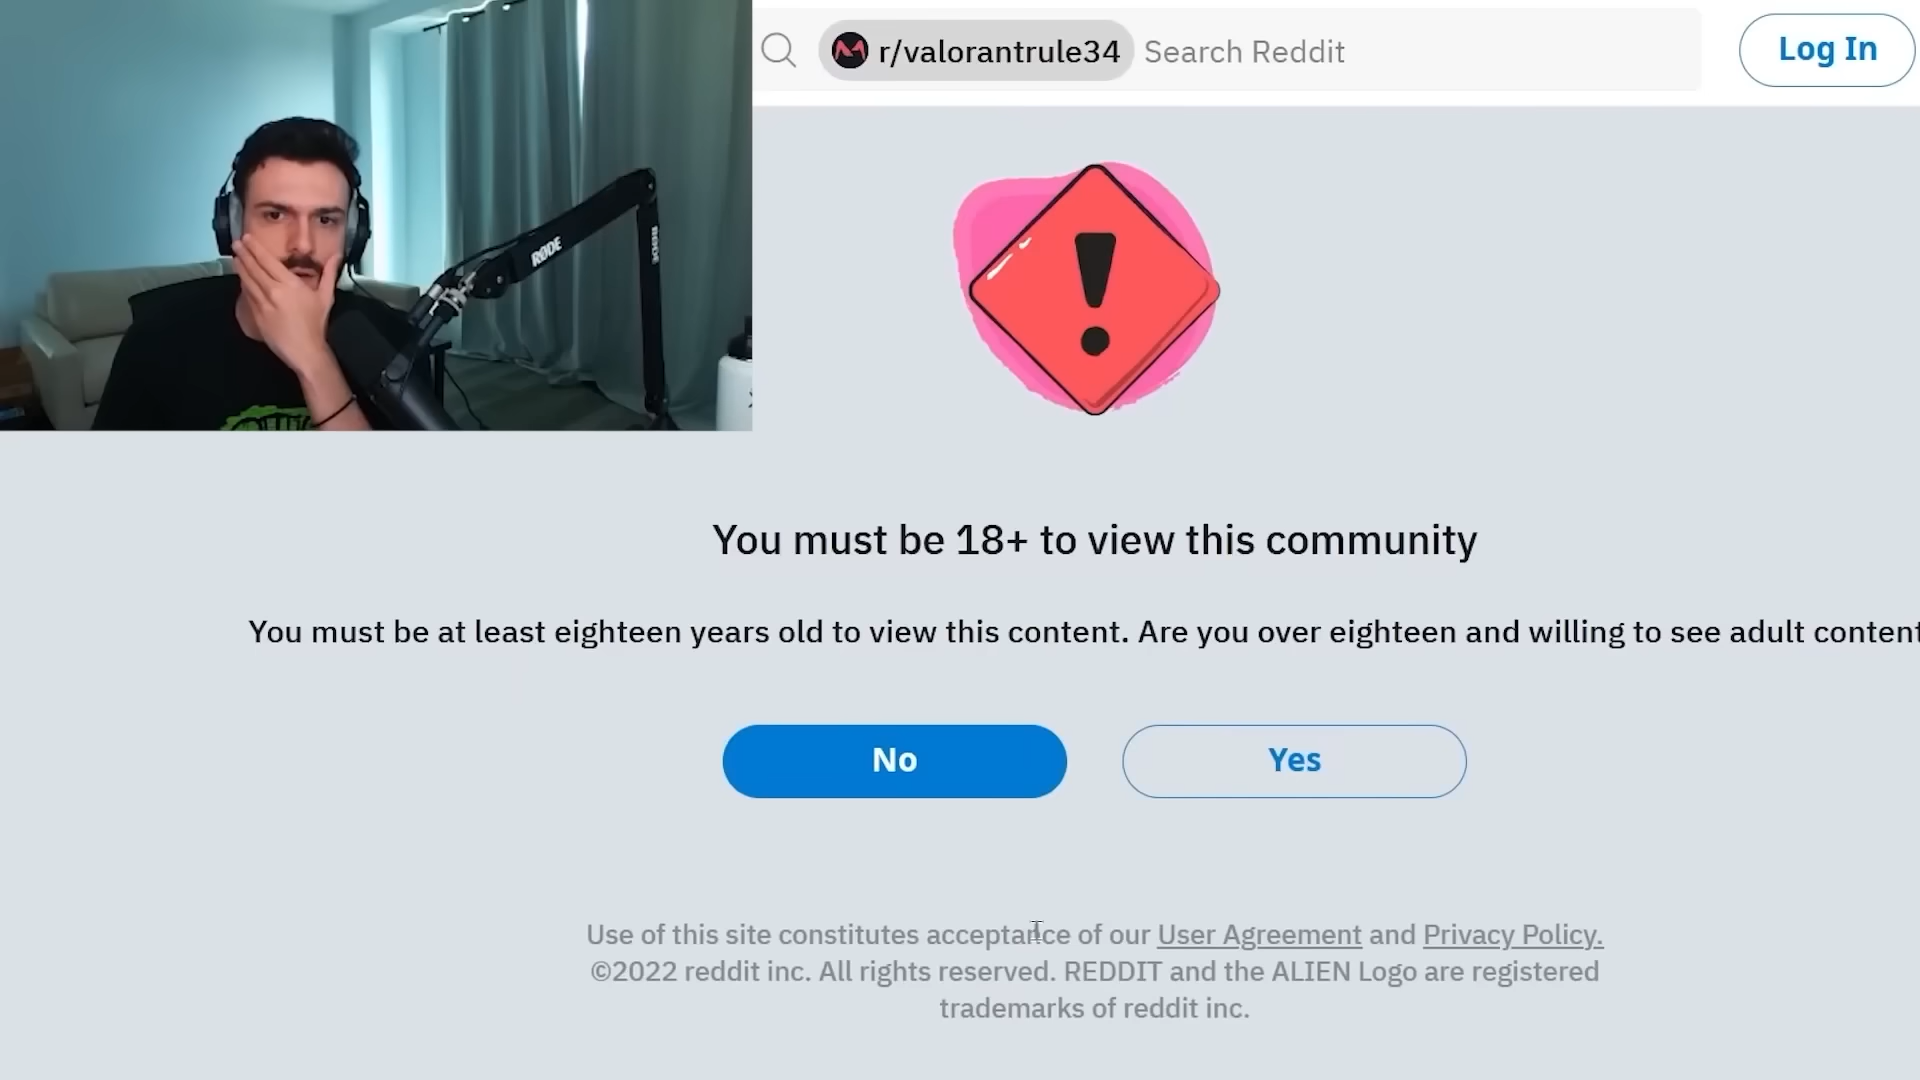 r/valorantrule34 Search Reddit
Log In
RØDE
RØDE
You must be 18+ to view this community
You must be at least eighteen years old to view this content. Are you over eighteen and willing to see adult content
No Yes
Use of this site constitutes acceptance of our User Agreement and Privacy Policy.
©2022 reddit inc. All rights reserved. REDDIT and the ALIEN Logo are registered
trademarks of reddit inc.